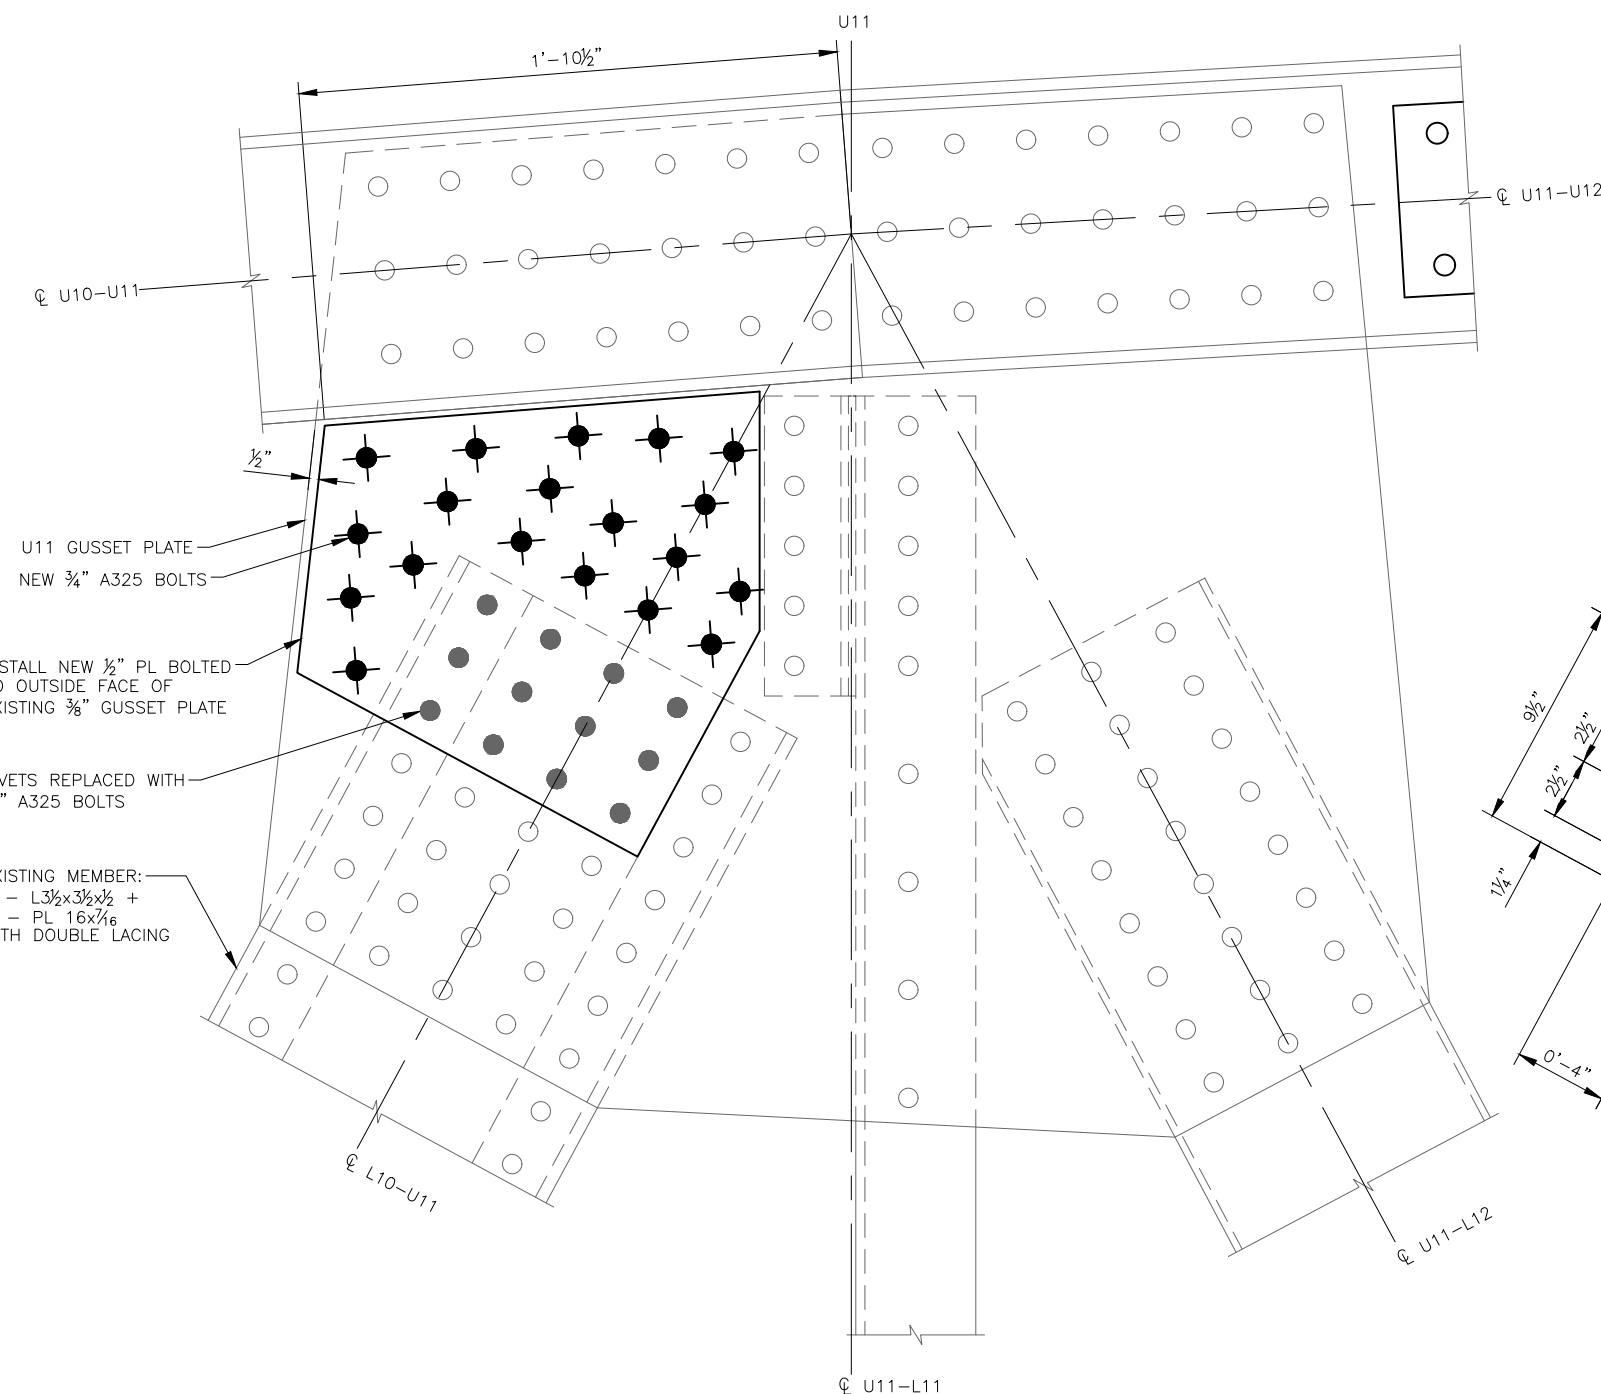 U11
1'-10½"
℄ U11-U12
℄ U10-U11
½"
U11 GUSSET PLATE
NEW ¾" A325 BOLTS
STALL NEW ½" PL BOLTED
O OUTSIDE FACE OF
XISTING ⅜" GUSSET PLATE
VETS REPLACED WITH
" A325 BOLTS
XISTING MEMBER:
- L3½x3½x½ +
- PL 16x7⁄16
TH DOUBLE LACING
9½"
2½"
2½"
1¼"
0'-4"
℄ L10-U11
℄ U11-L12
℄ U11-L11